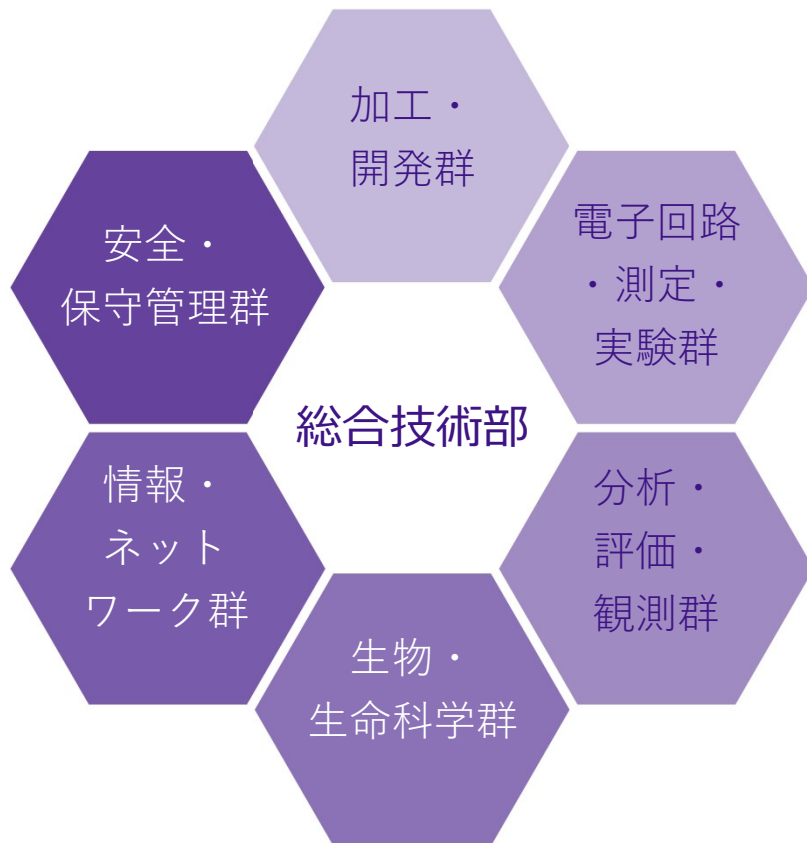 加工・
開発群
電子回路
・測定・
実験群
安全・
保守管理群
総合技術部
分析・
評価・
観測群
情報・
ネット
ワーク群
生物・
生命科学群